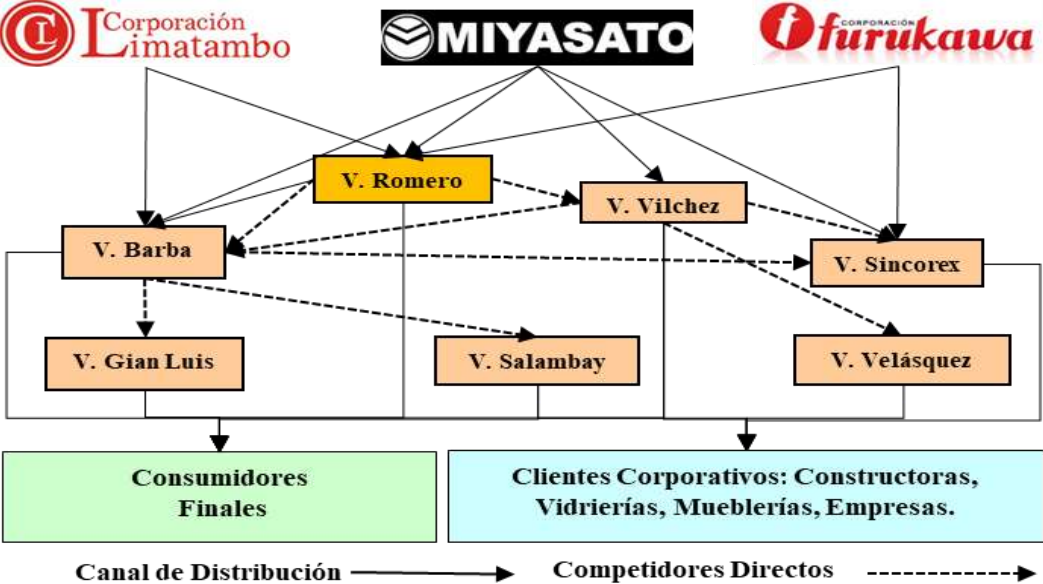 CL Corporación
Limatambo
MIYASATO
CORPORACIÓN
furukawa
V. Romero
V. Vilchez
V. Barba
V. Sincorex
V. Gian Luis
V. Salambay
V. Velásquez
Consumidores
Finales
Clientes Corporativos: Constructoras,
Vidrierías, Mueblerías, Empresas.
Canal de Distribución
Competidores Directos